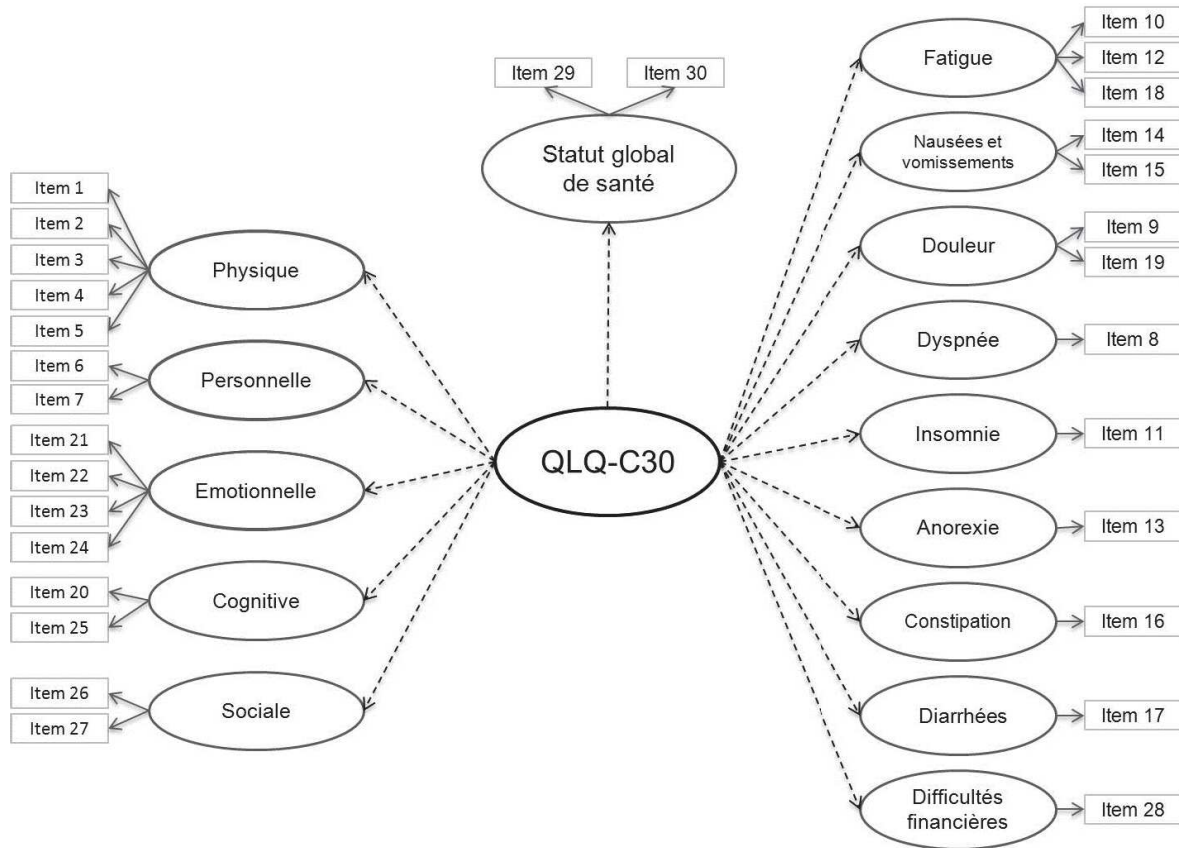 Item 29
Item 30
Statut global
de santé
Item 1
Item 2
Item 3
Item 4
Item 5
Physique
Item 6
Item 7
Personnelle
Item 21
Item 22
Item 23
Item 24
Emotionnelle
Item 20
Item 25
Cognitive
Item 26
Item 27
Sociale
QLQ-C30
Fatigue
Item 10
Item 12
Item 18
Nausées et
vomissements
Item 14
Item 15
Douleur
Item 9
Item 19
Dyspnée
Item 8
Insomnie
Item 11
Anorexie
Item 13
Constipation
Item 16
Diarrhées
Item 17
Difficultés
financières
Item 28